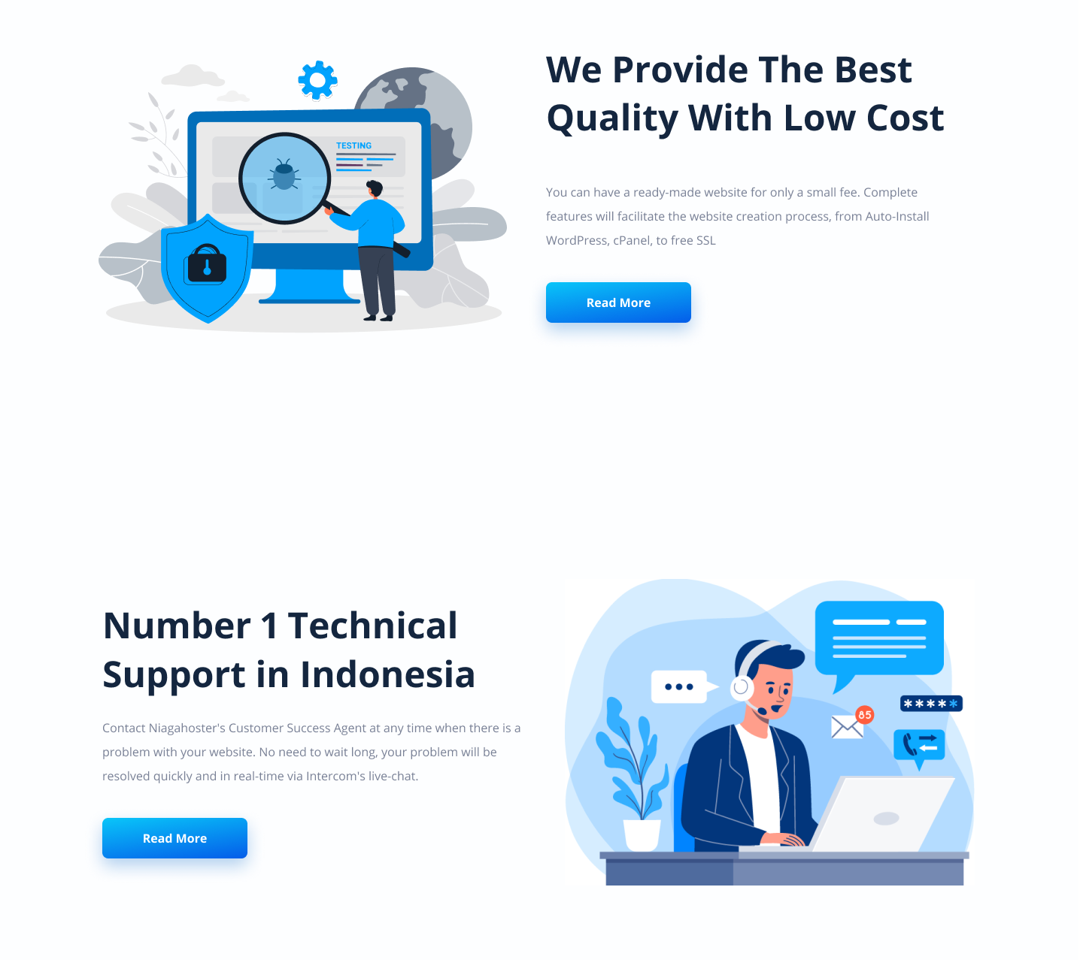 We Provide The Best
Quality With Low Cost
TESTING
You can have a ready-made website for only a small fee. Complete
features will facilitate the website creation process, from Auto-Install
WordPress, cPanel, to free SSL
Read More
Number 1 Technical
Support in Indonesia
Contact Niagahoster's Customer Success Agent at any time when there is a
problem with your website. No need to wait long, your problem will be
resolved quickly and in real-time via Intercom's live-chat.
Read More
*****
85